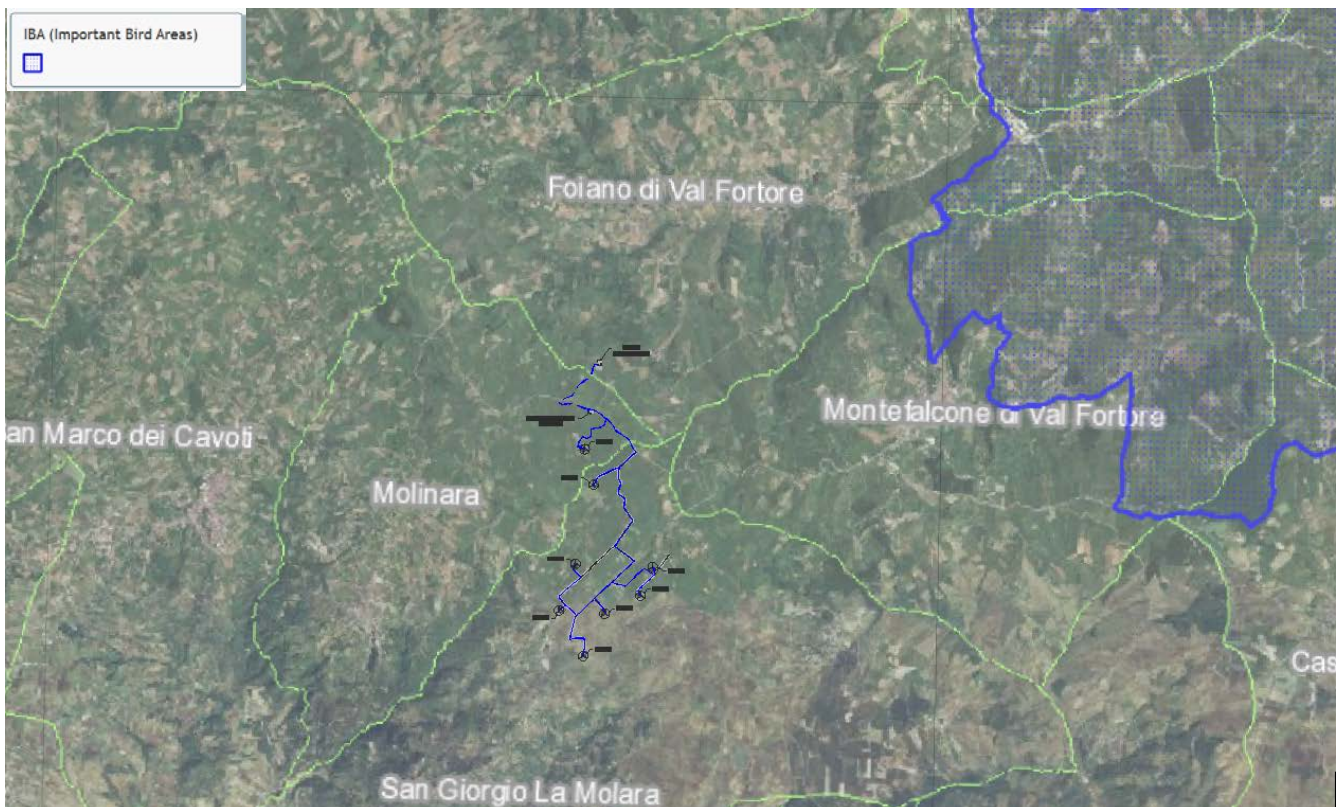 IBA (Important Bird Areas)
Foiano di Val Fortore
Montefalcone di Val Fortore
an Marco dei Cavoti
Molinara
Cas
San Giorgio La Molara